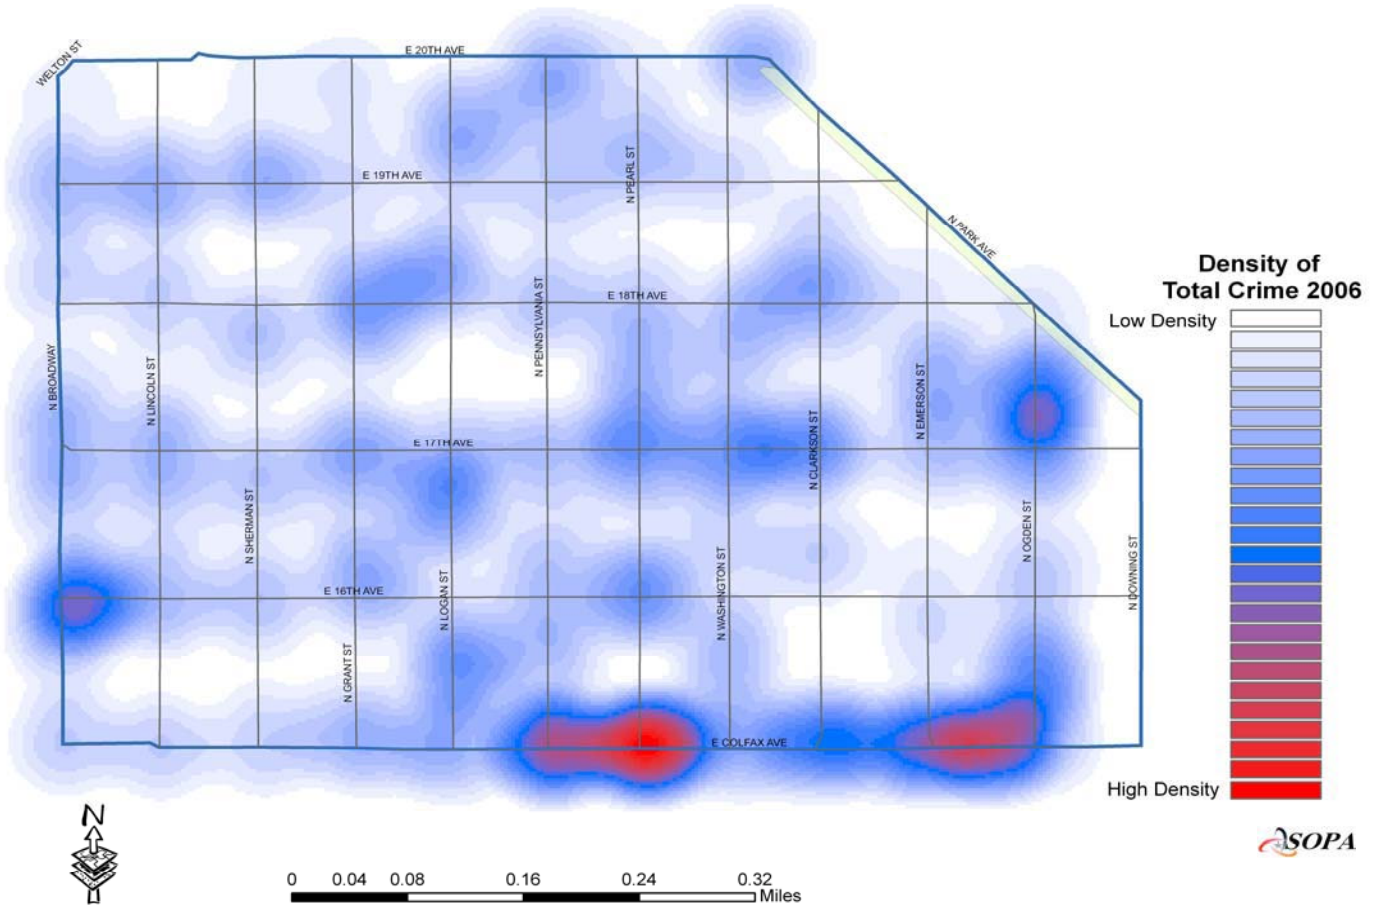 WELTON ST
E 20TH AVE
N PEARL ST
E 19TH AVE
N PARK AVE
Density of
Total Crime 2006
Low Density
N PENNSYLVANIA ST
E 18TH AVE
N BROADWAY
N LINCOLN ST
N EMERSON ST
E 17TH AVE
N CLARKSON ST
N SHERMAN ST
N OGDEN ST
N DOWNING ST
N WASHINGTON ST
E 16TH AVE
N LOGAN ST
N GRANT ST
E COLFAX AVE
High Density
N
SOPA
0 0.04 0.08 0.16 0.24 0.32
Miles